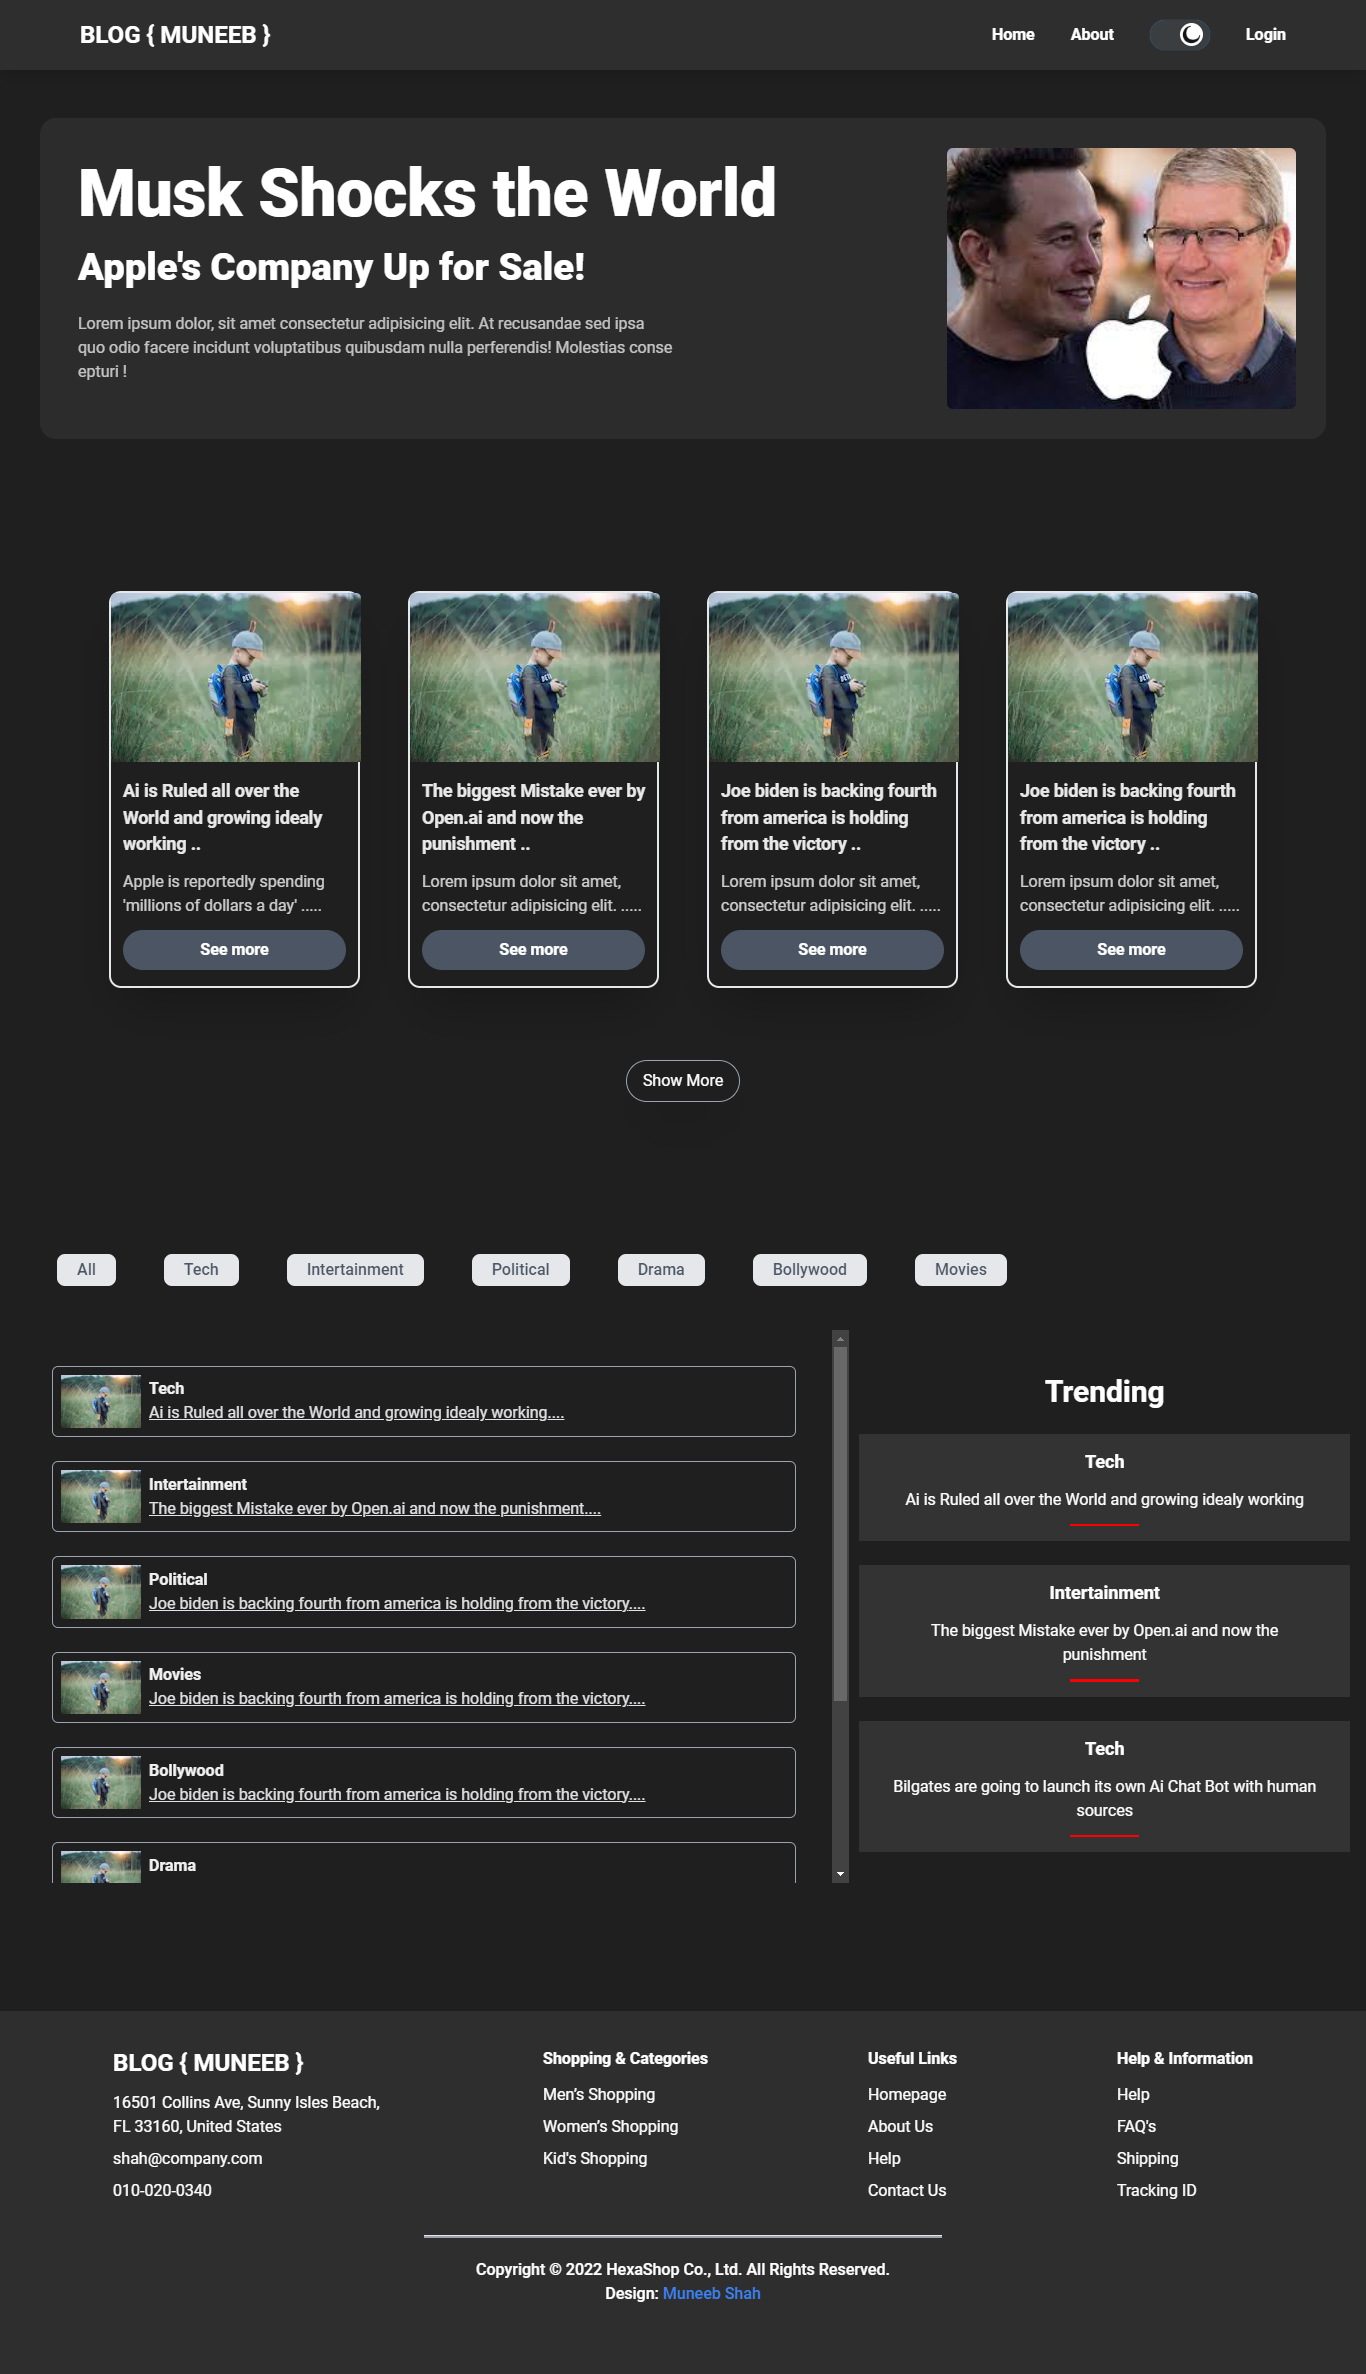 BLOG { MUNEEB }
Home
About
Login
Musk Shocks the World
Apple's Company Up for Sale!
Lorem ipsum dolor, sit amet consectetur adipisicing elit. At recusandae sed ipsa
quo odio facere incidunt voluptatibus quibusdam nulla perferendis! Molestias conse
epturi !
Ai is Ruled all over the
World and growing idealy
working ..
Apple is reportedly spending
'millions of dollars a day' .....
See more
The biggest Mistake ever by
Open.ai and now the
punishment ..
Lorem ipsum dolor sit amet,
consectetur adipisicing elit. .....
See more
Joe biden is backing fourth
from america is holding
from the victory ..
Lorem ipsum dolor sit amet,
consectetur adipisicing elit. .....
See more
Joe biden is backing fourth
from america is holding
from the victory ..
Lorem ipsum dolor sit amet,
consectetur adipisicing elit. .....
See more
Show More
All
Tech
Intertainment
Political
Drama
Bollywood
Movies
Tech
Ai is Ruled all over the World and growing idealy working....
Intertainment
The biggest Mistake ever by Open.ai and now the punishment....
Political
Joe biden is backing fourth from america is holding from the victory....
Movies
Joe biden is backing fourth from america is holding from the victory....
Bollywood
Joe biden is backing fourth from america is holding from the victory....
Drama
Trending
Tech
Ai is Ruled all over the World and growing idealy working
Intertainment
The biggest Mistake ever by Open.ai and now the
punishment
Tech
Bilgates are going to launch its own Ai Chat Bot with human
sources
BLOG { MUNEEB }
16501 Collins Ave, Sunny Isles Beach,
FL 33160, United States
shah@company.com
010-020-0340
Shopping & Categories
Men’s Shopping
Women’s Shopping
Kid's Shopping
Useful Links
Homepage
About Us
Help
Contact Us
Help & Information
Help
FAQ's
Shipping
Tracking ID
Copyright © 2022 HexaShop Co., Ltd. All Rights Reserved.
Design: Muneeb Shah